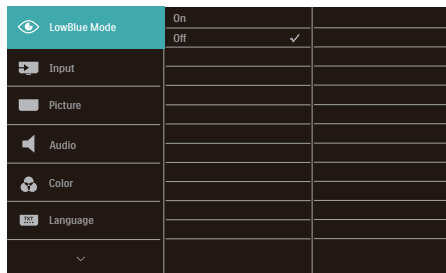 LowBlue Mode
On
Off
Input
Picture
Audio
Color
TXT
Language